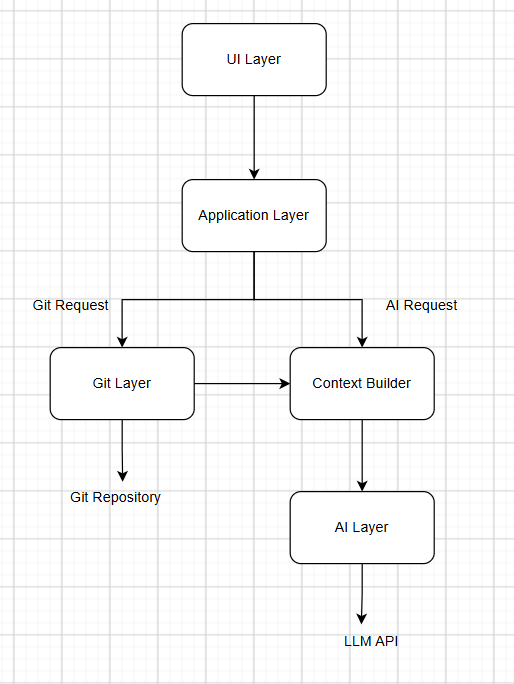 UI Layer
Application Layer
Git Request
AI Request
Git Layer
Context Builder
Git Repository
AI Layer
LLM API